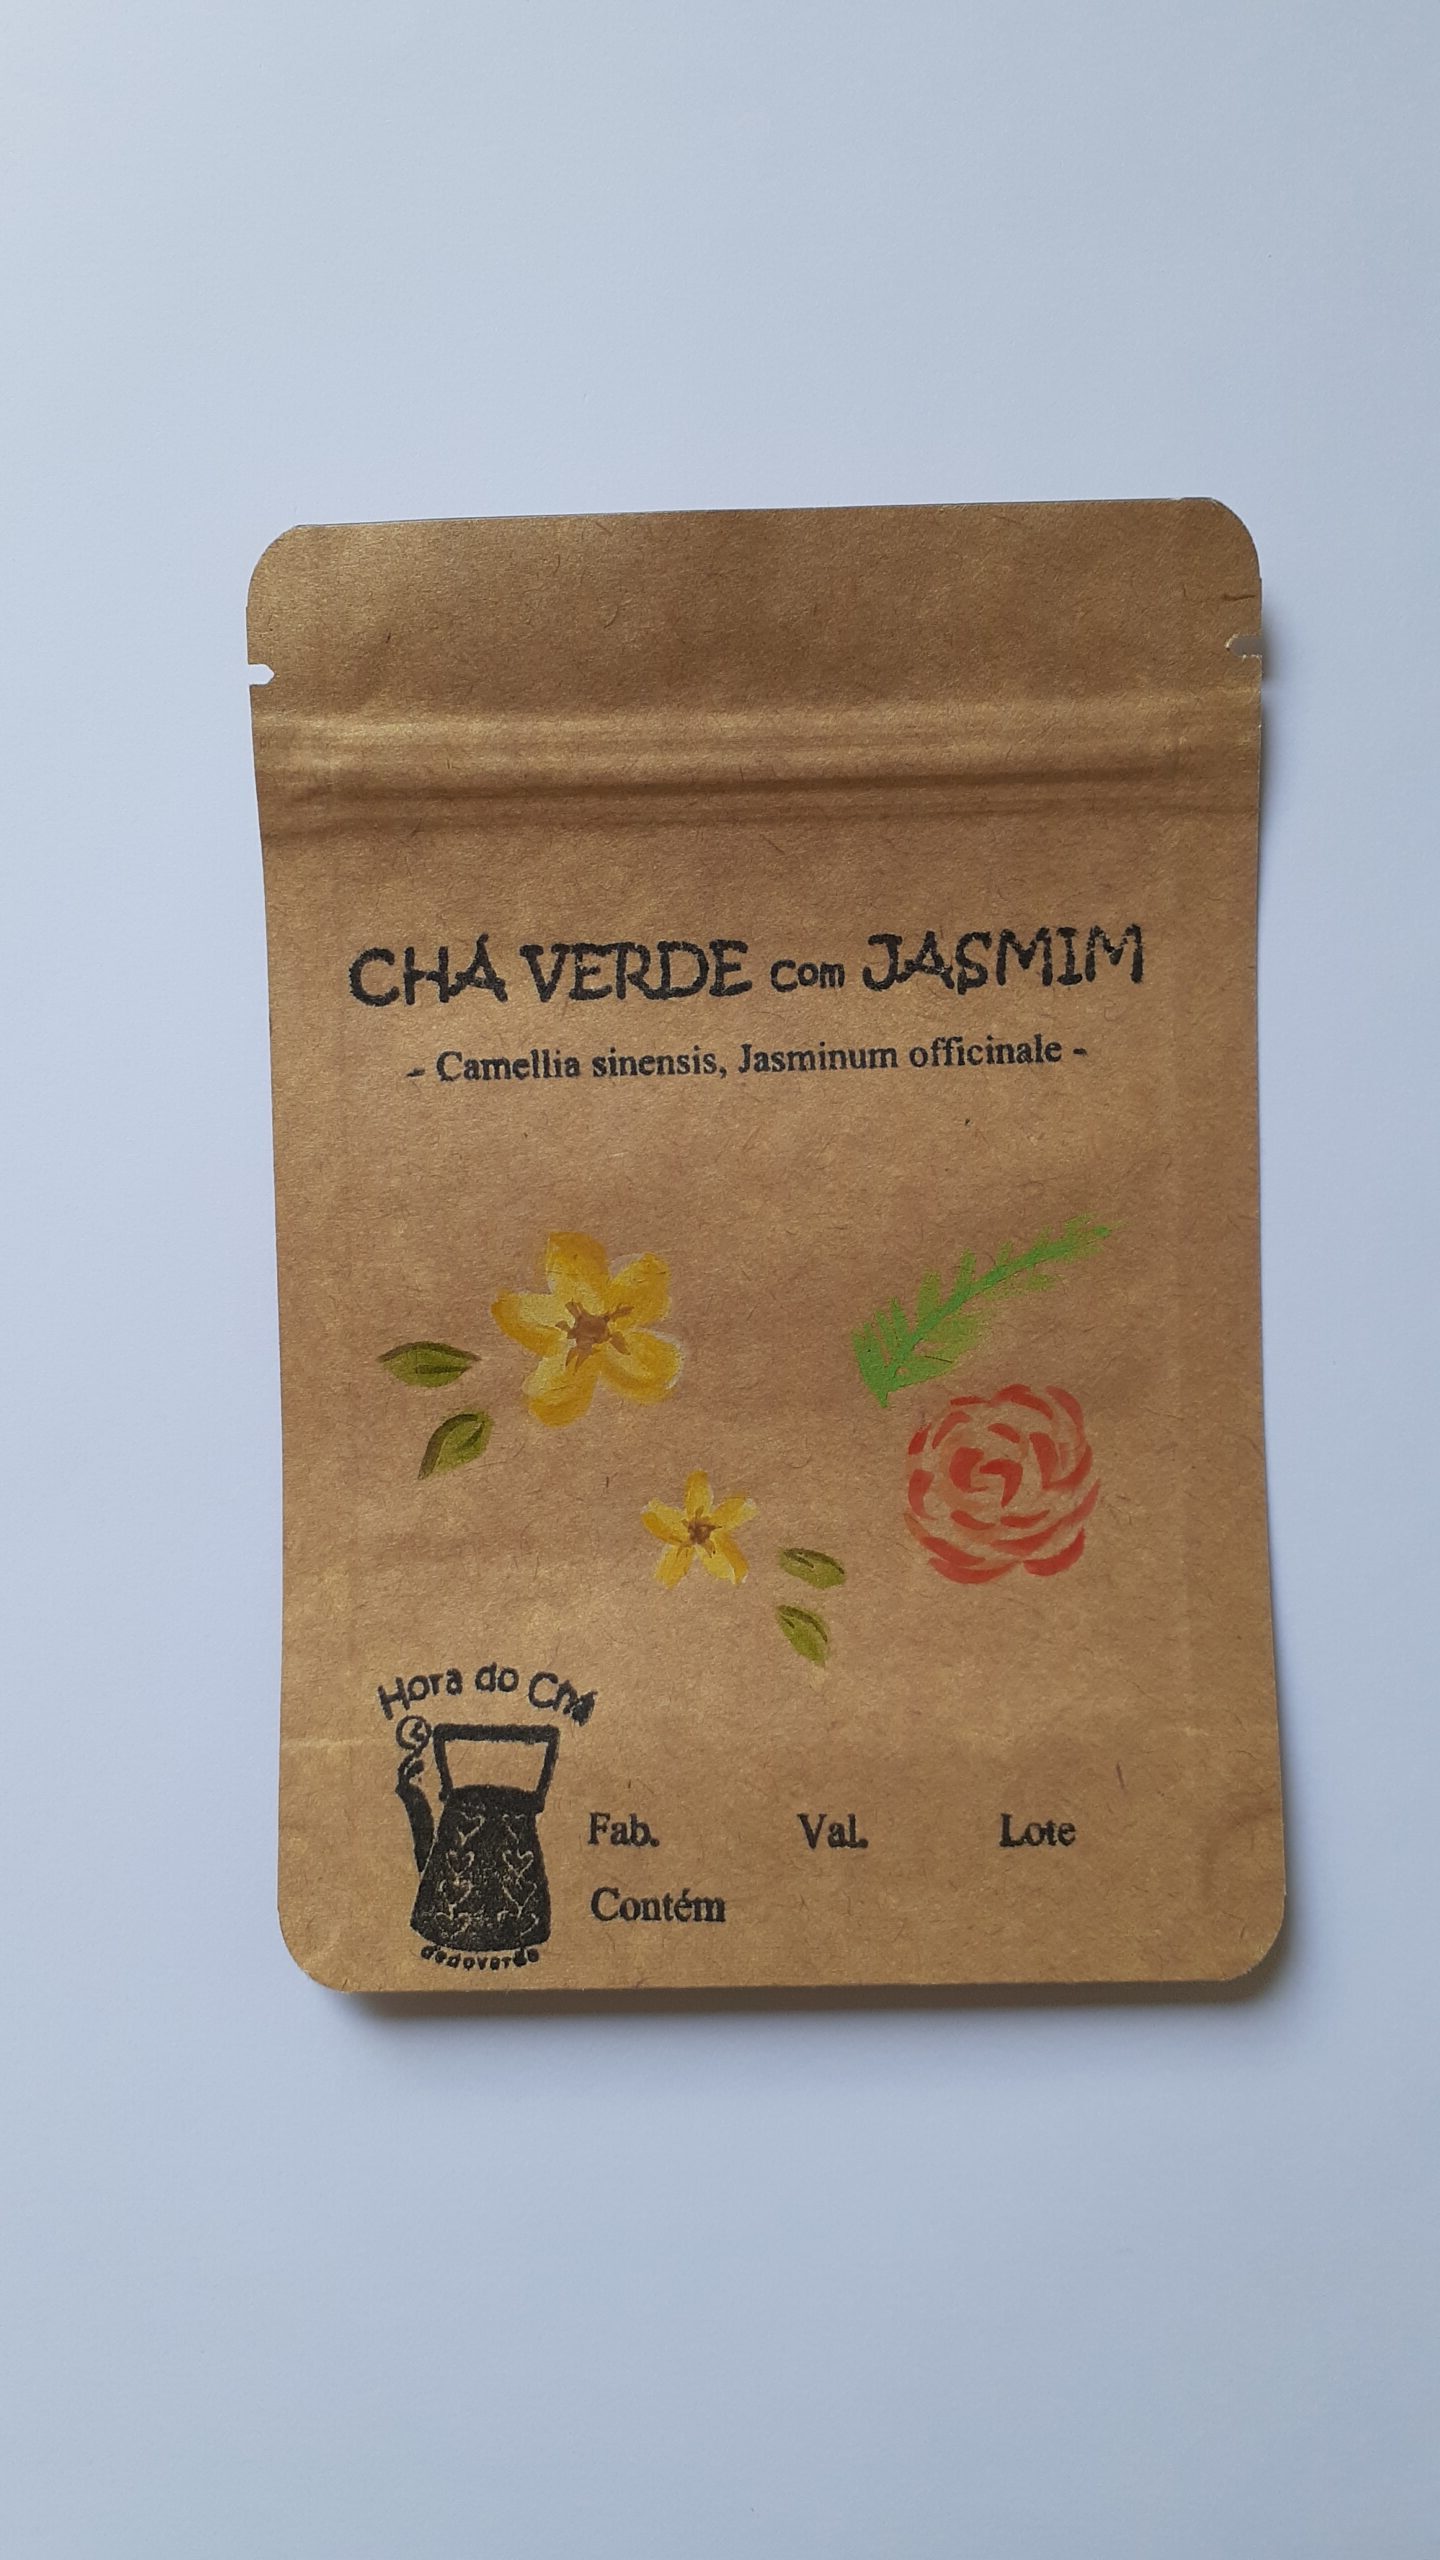 CHÁ VERDE com JASMIM
- Camellia sinensis, Jasminum officinale -
Hora do Chá
Fab. Val. Lote
Contém
dedoverde